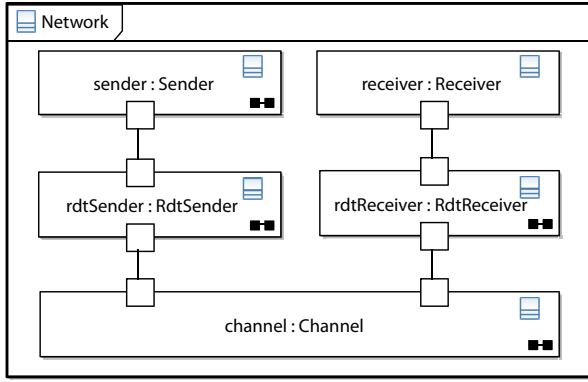 Network
sender : Sender
receiver : Receiver
rdtSender : RdtSender
rdtReceiver : RdtReceiver
channel : Channel